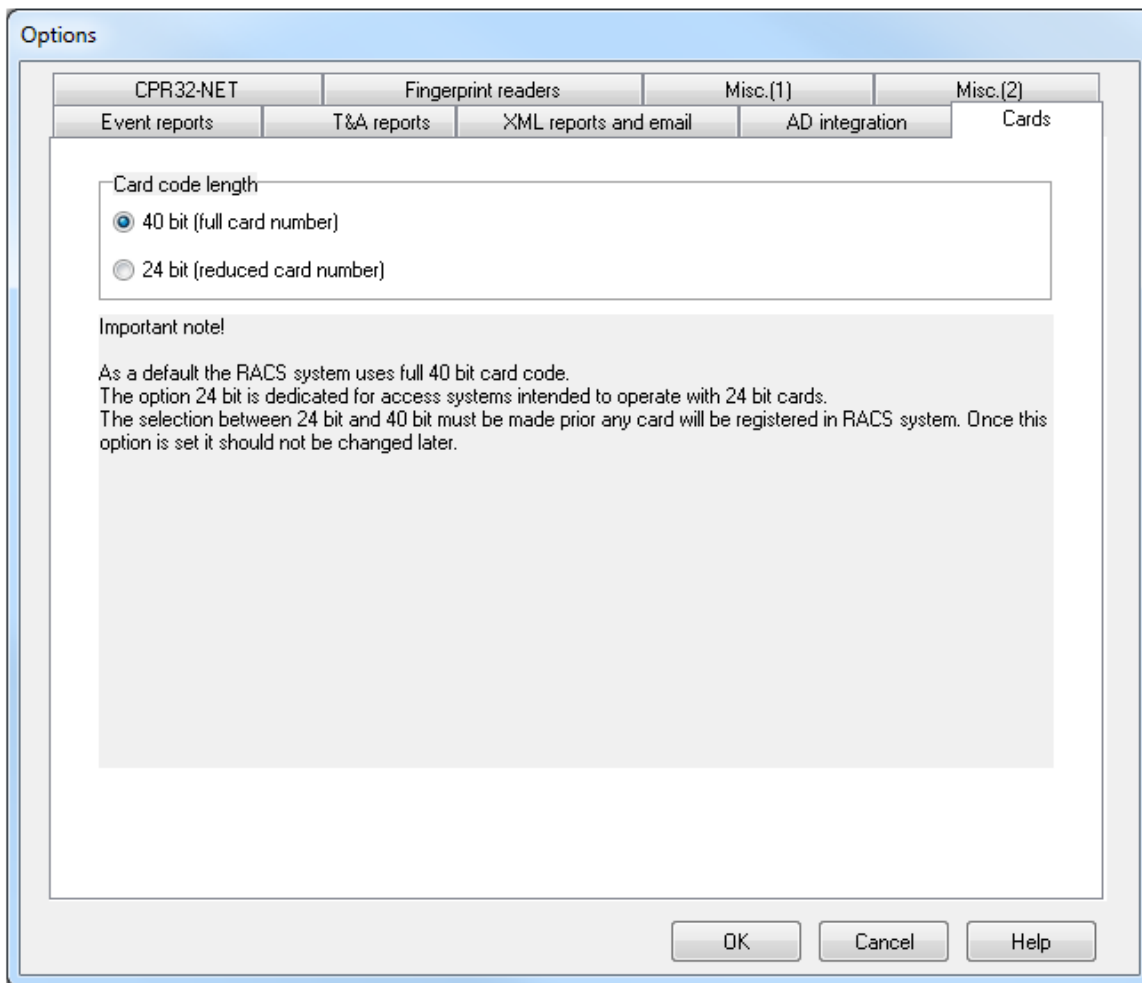 Options
CPR32-NET
Fingerprint readers
Misc.(1)
Misc.(2)
Event reports
T&A reports
XML reports and email
AD integration
Cards
Card code length
40 bit (full card number)
24 bit (reduced card number)
Important note!
As a default the RACS system uses full 40 bit card code.
The option 24 bit is dedicated for access systems intended to operate with 24 bit cards.
The selection between 24 bit and 40 bit must be made prior any card will be registered in RACS system. Once this
option is set it should not be changed later.
OK
Cancel
Help